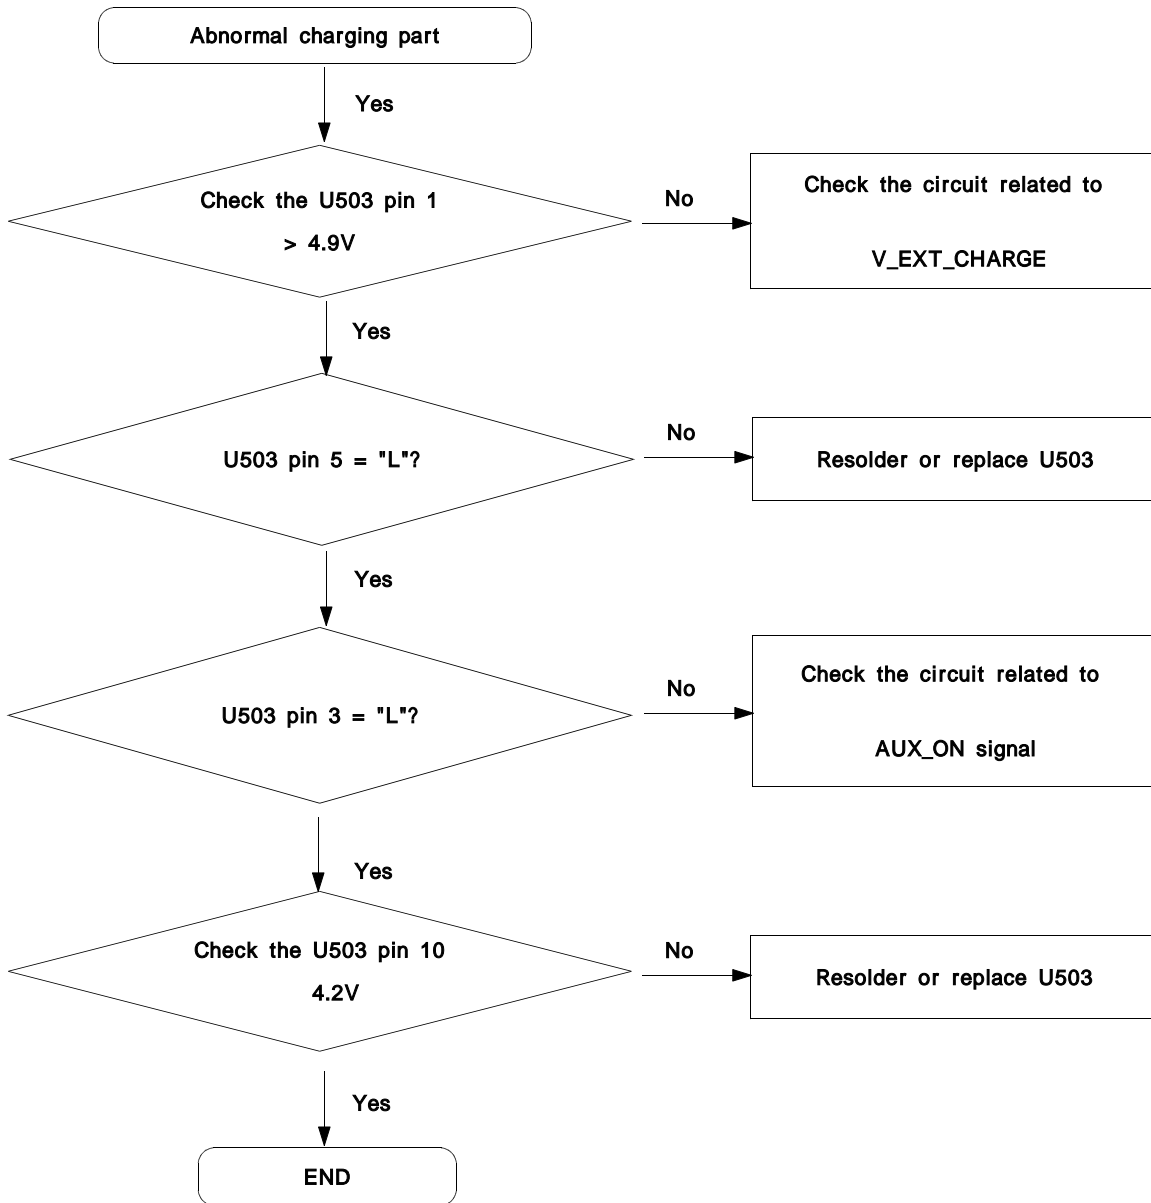 Abnormal charging part
Yes
Check the U503 pin 1
> 4.9V
No
Check the circuit related to
V_EXT_CHARGE
Yes
U503 pin 5 = "L"?
No
Resolder or replace U503
Yes
U503 pin 3 = "L"?
No
Check the circuit related to
AUX_ON signal
Yes
Check the U503 pin 10
4.2V
No
Resolder or replace U503
Yes
END